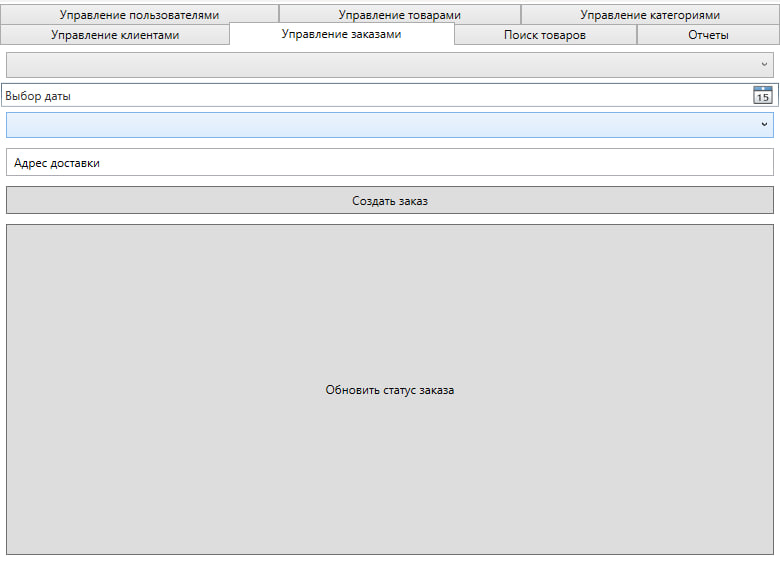 Управление пользователями
Управление товарами
Управление категориями
Управление клиентами
Управление заказами
Поиск товаров
Отчеты
Выбор даты
15
Адрес доставки
Создать заказ
Обновить статус заказа